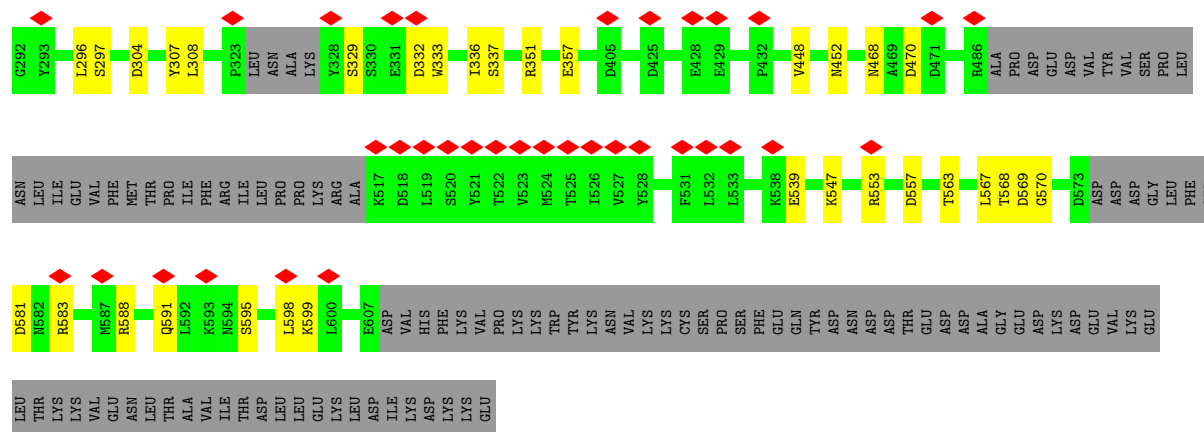 G292 Y293 L296 S297 D304 Y307 L308 P323 LEU ASN ALA LYS Y328 S329 S330 E331 D332 W333 I336 S337 R351 E357 D405 D425 E428 E429 P432 V448 N452 N468 A469 D470 D471 R486 ALA PRO ASP GLU ASP VAL TYR VAL SER PRO LEU
ASN LEU ILE GLU VAL PHE MET THR PRO ILE PHE ARG ILE LEU PRO PRO LYS ARG ALA K517 D518 L519 S520 Y521 T522 V523 M524 T525 I526 V527 Y528 F531 L532 L533 K538 E539 K547 R553 D557 T563 L567 T568 D569 G570 D573 ASP ASP ASP GLY LEU PHE
D581 N582 R583 M587 R588 Q591 L592 K593 N594 S595 L598 K599 L600 E607 ASP VAL HIS PHE LYS VAL PRO LYS LYS TRP TYR LYS ASN VAL LYS LYS CYS SER PRO SER PHE GLU GLN TYR ASP ASN ASP ASP THR GLU ASP ASP ALA GLY GLU ASP LYS ASP GLU VAL LYS GLU
LEU THR LYS LYS VAL GLU ASN LEU THR ALA VAL ILE THR ASP LEU LEU GLU LYS LEU ASP ILE LYS ASP LYS LYS GLU